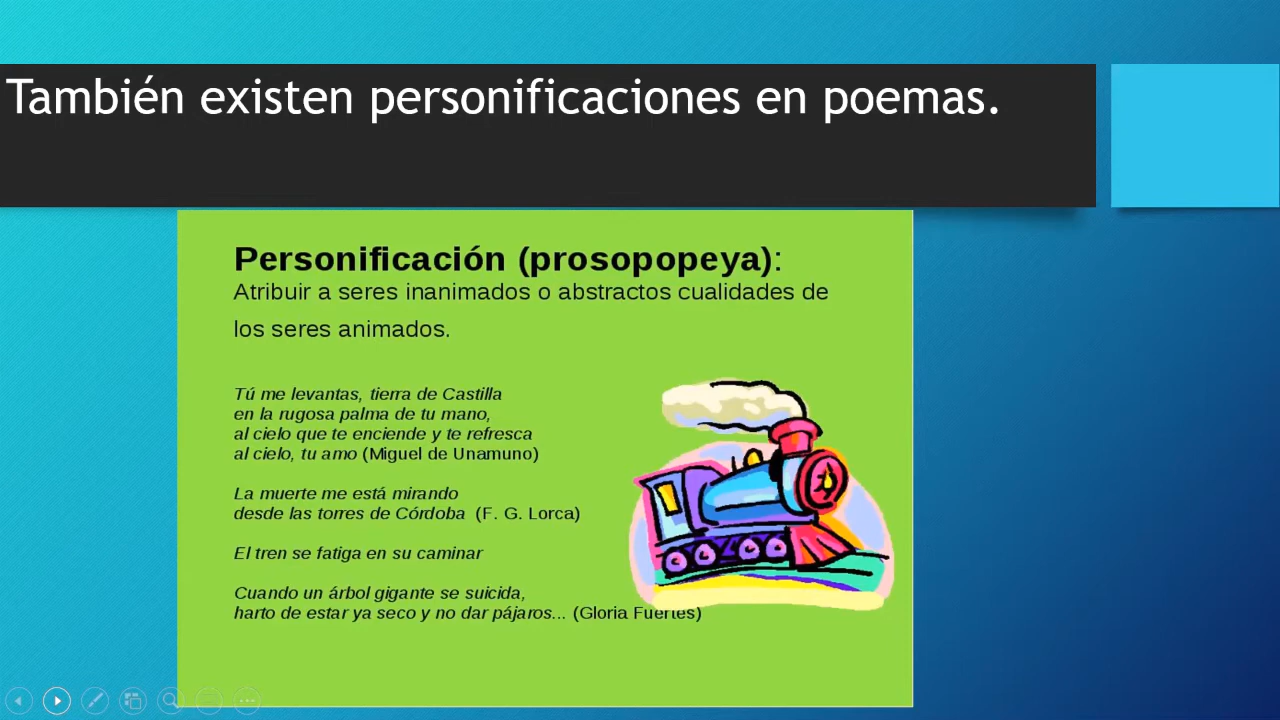 También existen personificaciones en poemas.
Personificación (prosopopeya):
Atribuir a seres inanimados o abstractos cualidades de
los seres animados.
Tú me levantas, tierra de Castilla
en la rugosa palma de tu mano,
al cielo que te enciende y te refresca
al cielo, tu amo (Miguel de Unamuno)
La muerte me está mirando
desde las torres de Córdoba (F. G. Lorca)
El tren se fatiga en su caminar
Cuando un árbol gigante se suicida,
harto de estar ya seco y no dar pájaros... (Gloria Fuertes)